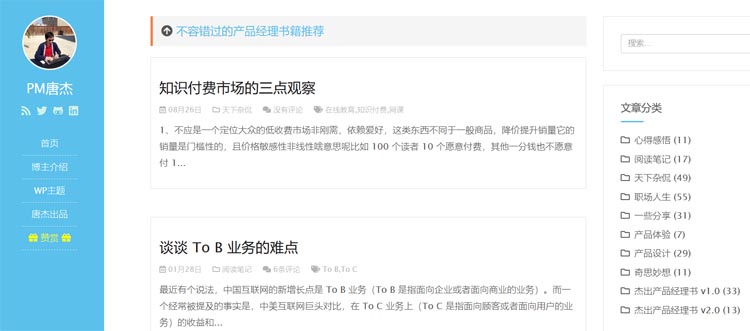 PM唐杰
首页
博主介绍
WP主题
唐杰出品
赞赏
不容错过的产品经理书籍推荐
知识付费市场的三点观察
08月26日 天下杂侃 没有评论 在线教育,知识付费,网课
1、不应是一个定位大众的低收费市场非刚需，依赖爱好，这类东西不同于一般商品，降价提升销量它的
销量是门槛性的，且价格敏感性非线性啥意思呢比如 100 个读者 10 个愿意付费，其他一分钱也不愿意
付 1...
谈谈 To B 业务的难点
01月28日 阅读笔记 6条评论 To B,To C
最近有个说法，中国互联网的新增长点是 To B 业务（To B 是指面向企业或者面向商业的业务）。而一
个经常被提及的事实是，中美互联网巨头对比，在 To C 业务上（To C 是指面向顾客或者面向用户的业
务）的收益和...
搜索...
文章分类
心得感悟 (11)
阅读笔记 (17)
天下杂侃 (49)
职场人生 (55)
一些分享 (31)
产品体验 (7)
产品设计 (29)
奇思妙想 (11)
杰出产品经理书 v1.0 (33)
杰出产品经理书 v2.0 (13)